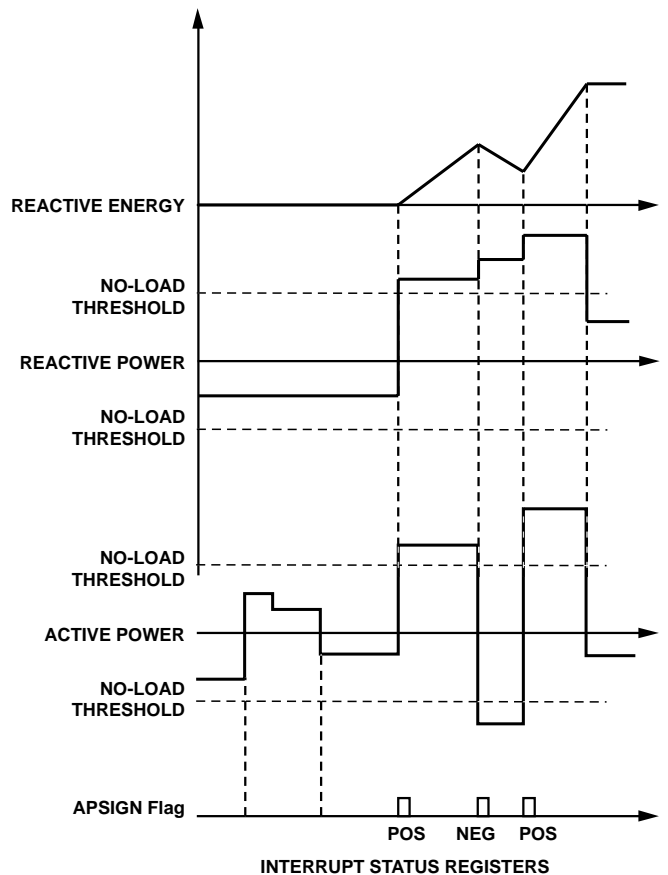 REACTIVE ENERGY
NO-LOAD
THRESHOLD
REACTIVE POWER
NO-LOAD
THRESHOLD
NO-LOAD
THRESHOLD
ACTIVE POWER
NO-LOAD
THRESHOLD
APSIGN Flag
POS NEG POS
INTERRUPT STATUS REGISTERS